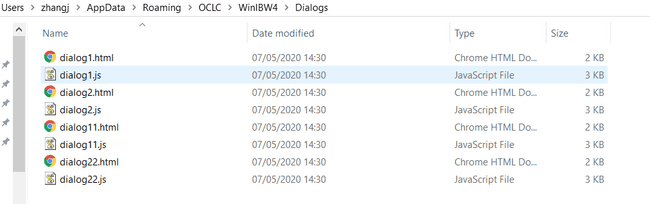 Users > zhangj > AppData > Roaming > OCLC > WinIBW4 > Dialogs
Name Date modified Type Size
dialog1.html 07/05/2020 14:30 Chrome HTML Do... 2 KB
dialog1.js 07/05/2020 14:30 JavaScript File 3 KB
dialog2.html 07/05/2020 14:30 Chrome HTML Do... 2 KB
dialog2.js 07/05/2020 14:30 JavaScript File 3 KB
dialog11.html 07/05/2020 14:30 Chrome HTML Do... 2 KB
dialog11.js 07/05/2020 14:30 JavaScript File 3 KB
dialog22.html 07/05/2020 14:30 Chrome HTML Do... 2 KB
dialog22.js 07/05/2020 14:30 JavaScript File 3 KB